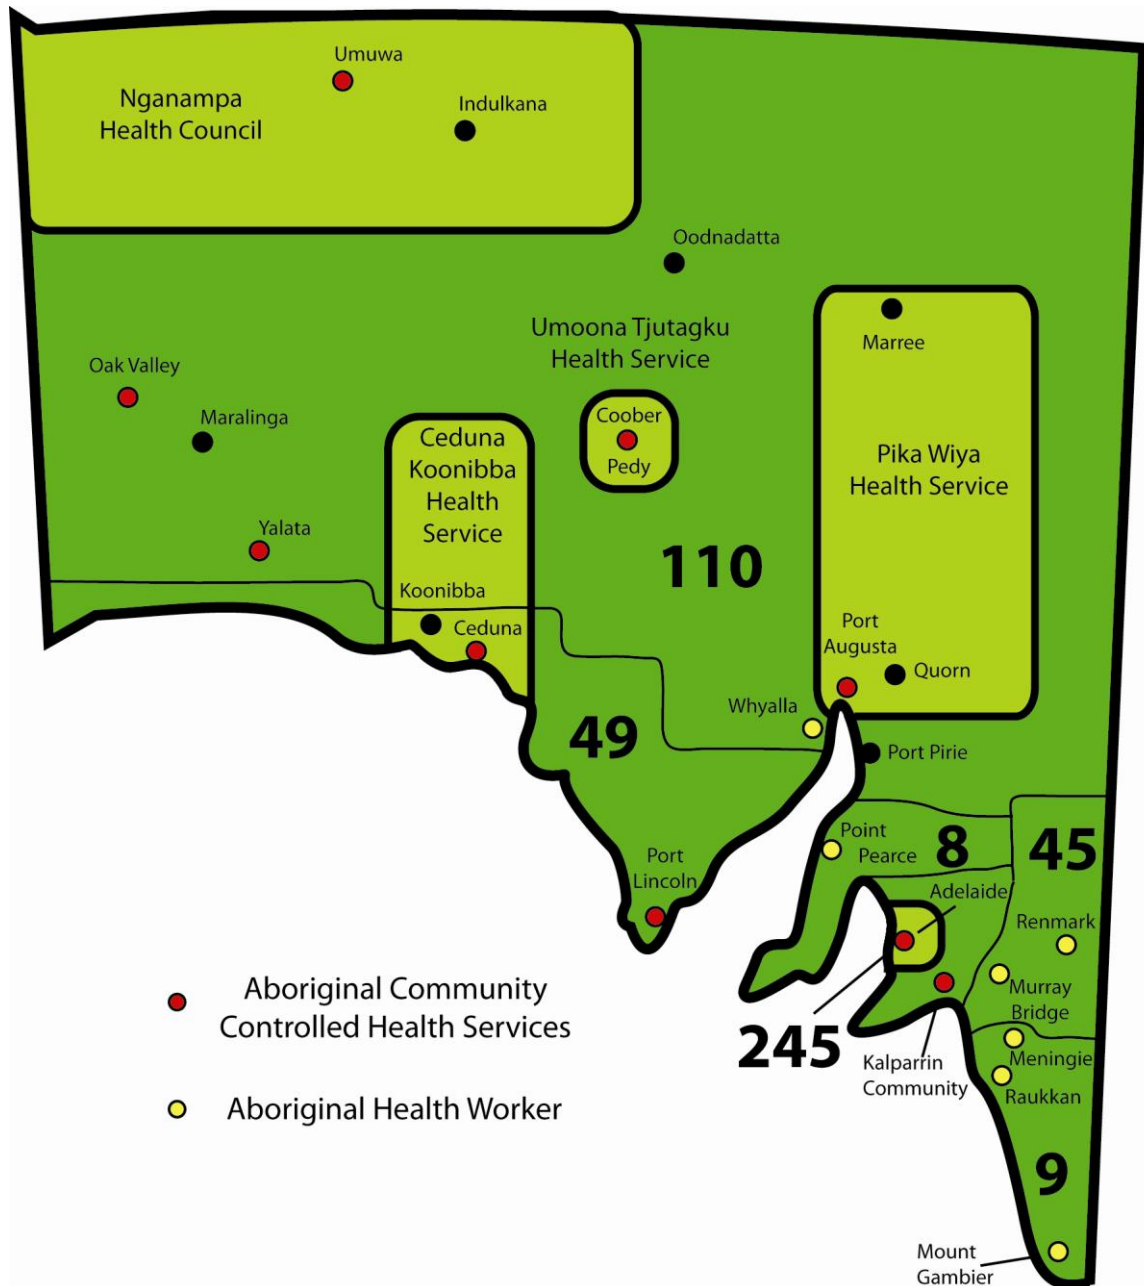 Umuwa
Nganampa
Health Council
Indulkana
Oodnadatta
Umoona Tjutagku
Health Service
Marree
Oak Valley
Maralinga
Coober
Pedy
Ceduna
Koonibba
Health
Service
Pika Wiya
Health Service
Yalata
110
Koonibba
Ceduna
Port
Augusta
Quorn
Whyalla
49
Port Pirie
Point
Pearce
8
45
Port
Lincoln
Adelaide
Renmark
Murray
Bridge
245
Kalparrin
Community
Meningie
Raukkan
9
Mount
Gambier
Aboriginal Community
Controlled Health Services
Aboriginal Health Worker